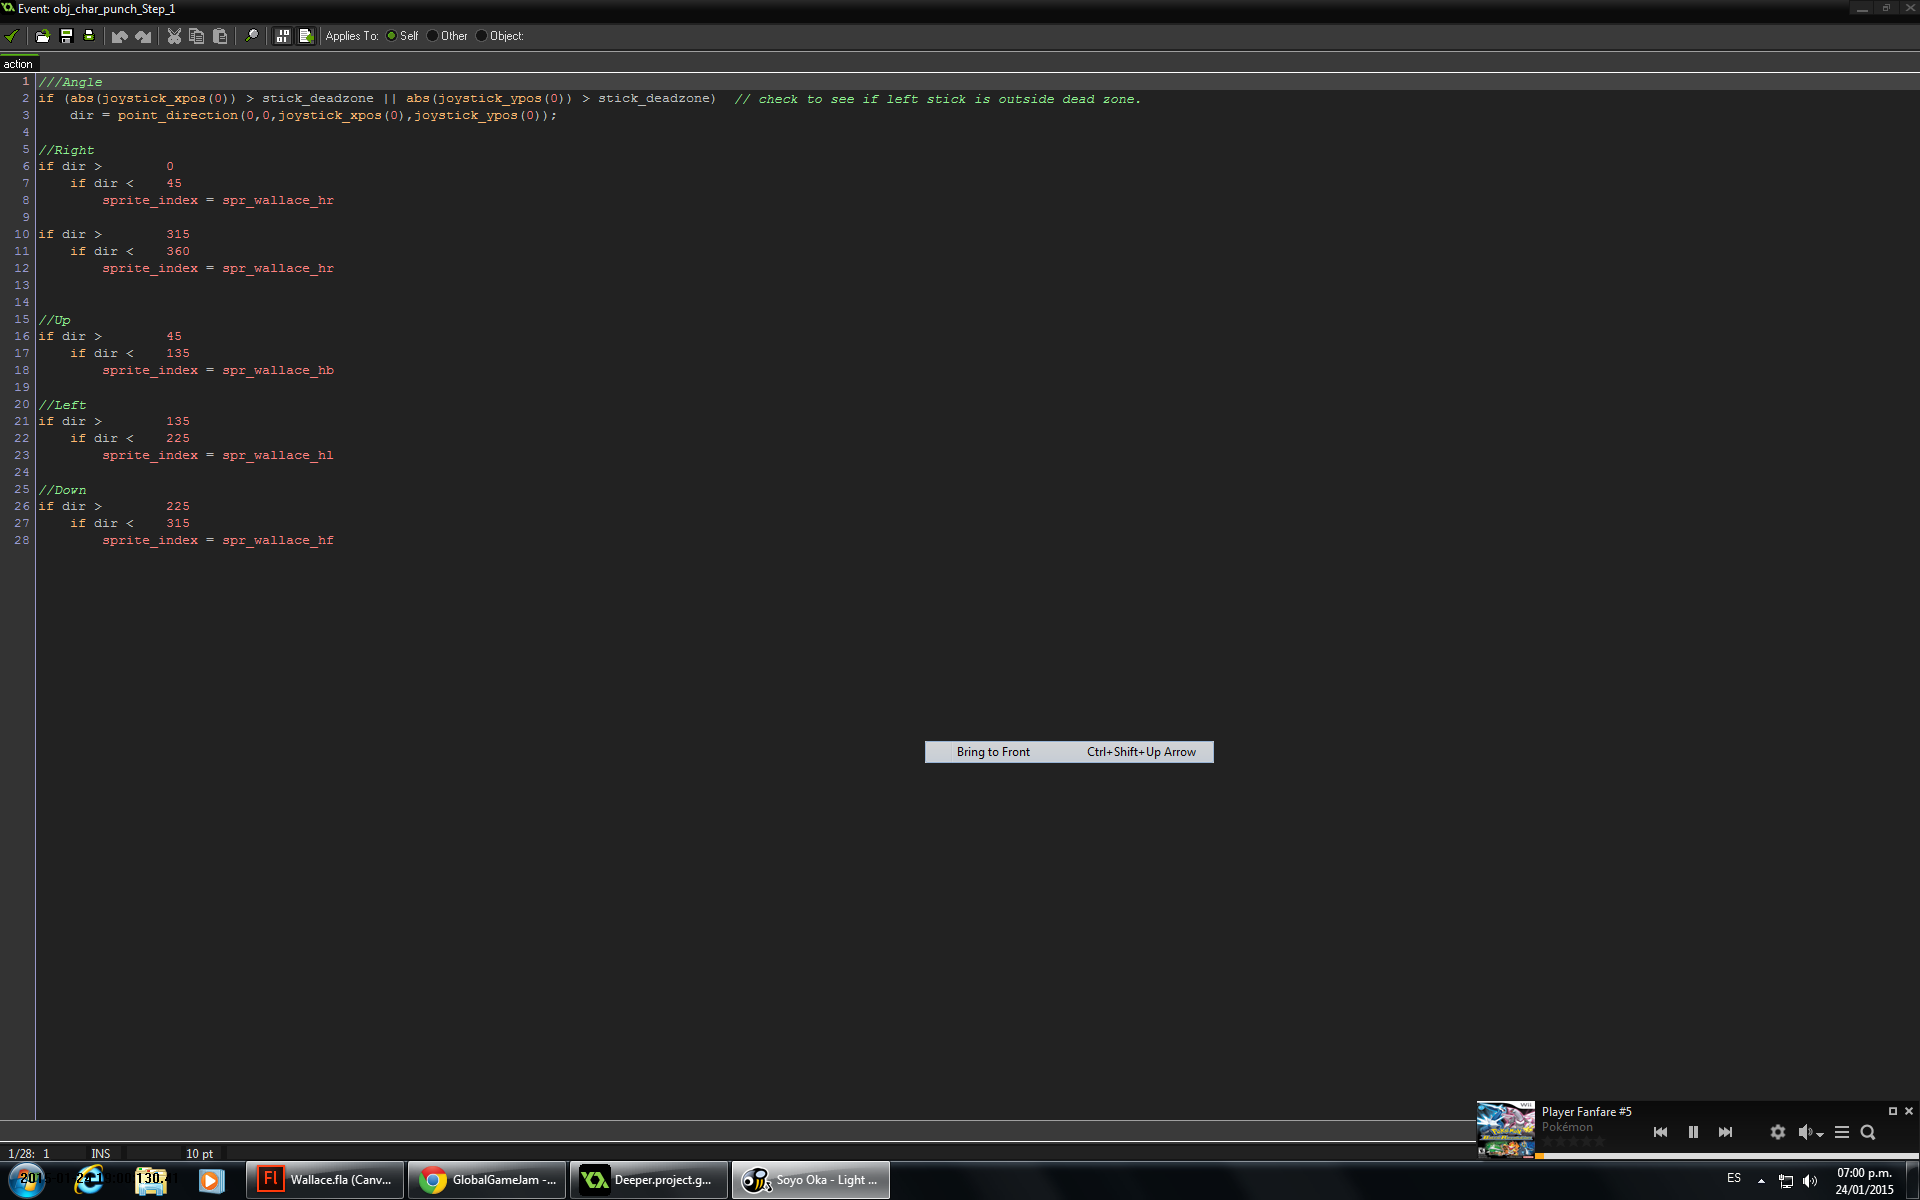 Event: obj_char_punch_Step_1
Applies To: Self Other Object:
action
1 ///Angle
2 if (abs(joystick_xpos(0)) > stick_deadzone || abs(joystick_ypos(0)) > stick_deadzone) // check to see if left stick is outside dead zone.
3 dir = point_direction(0,0,joystick_xpos(0),joystick_ypos(0));
4
5 //Right
6 if dir > 0
7 if dir < 45
8 sprite_index = spr_wallace_hr
9
10 if dir > 315
11 if dir < 360
12 sprite_index = spr_wallace_hr
13
14
15 //Up
16 if dir > 45
17 if dir < 135
18 sprite_index = spr_wallace_hb
19
20 //Left
21 if dir > 135
22 if dir < 225
23 sprite_index = spr_wallace_hl
24
25 //Down
26 if dir > 225
27 if dir < 315
28 sprite_index = spr_wallace_hf
Bring to Front Ctrl+Shift+Up Arrow
Player Fanfare #5
Pokémon
1/28: 1 INS 10 pt
Fl Wallace.fla (Canv...
GlobalGameJam -...
Deeper.project.g...
Soyo Oka - Light ...
ES
07:00 p.m.
24/01/2015